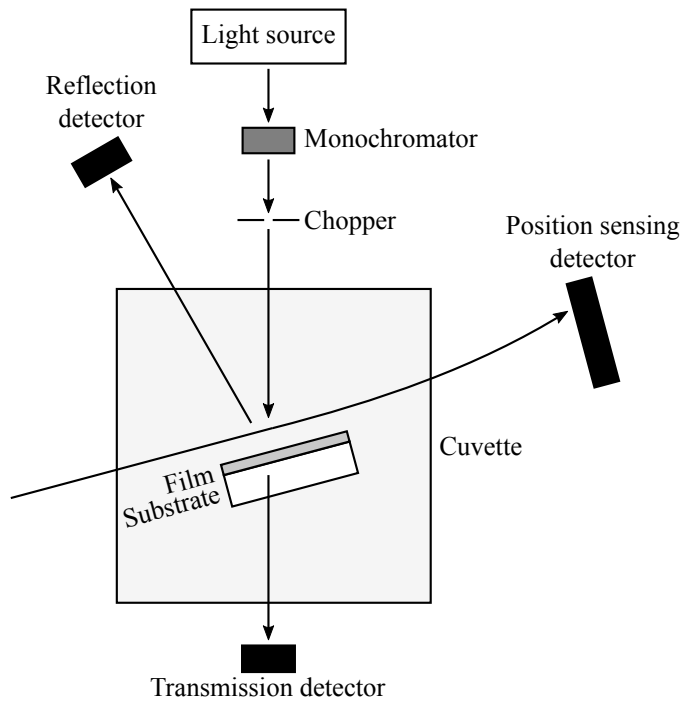 Light source
Reflection
detector
Monochromator
Chopper
Position sensing
detector
Cuvette
Film
Substrate
Transmission detector